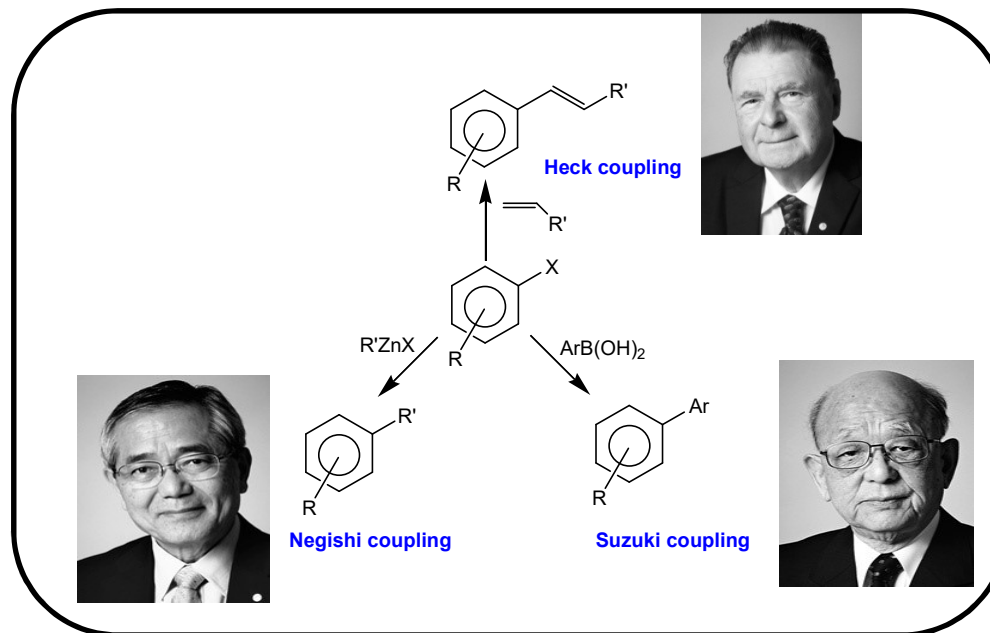 R'
R
Heck coupling
R'
X
R
R'ZnX
ArB(OH)2
R'
R
Negishi coupling
Ar
R
Suzuki coupling